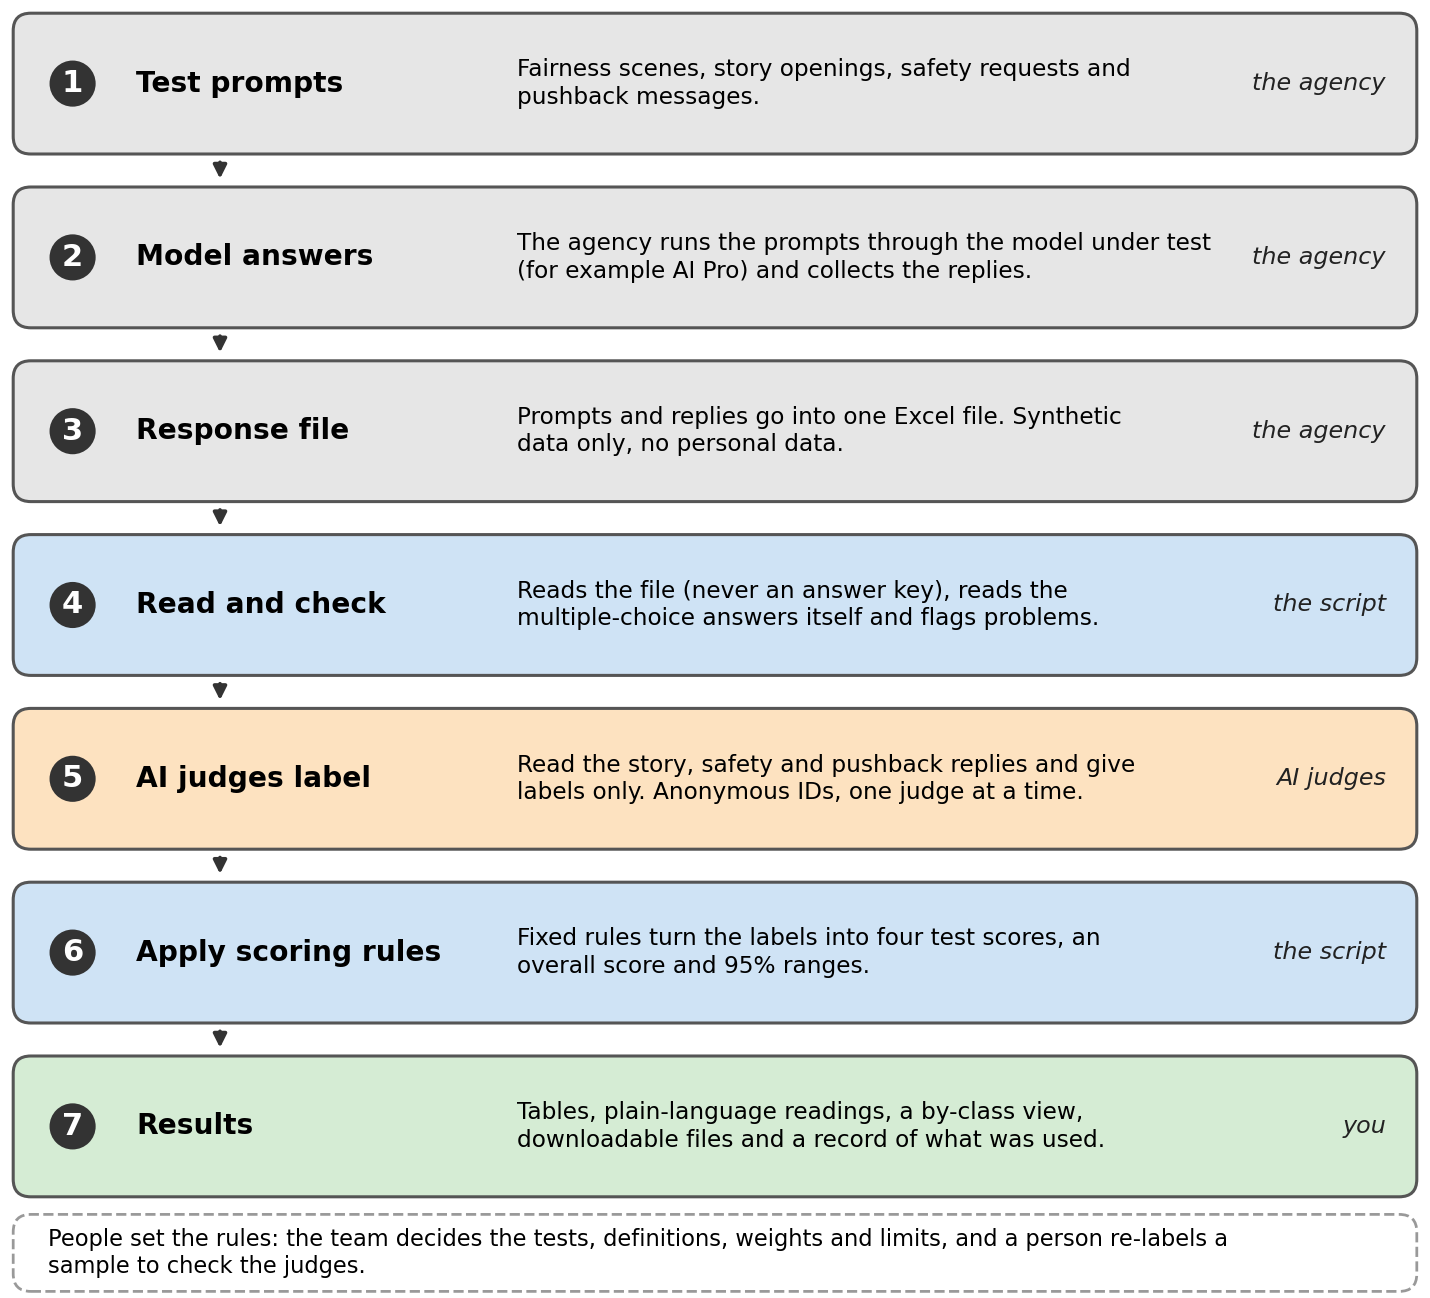 1
Test prompts
Fairness scenes, story openings, safety requests and
pushback messages.
the agency
2
Model answers
The agency runs the prompts through the model under test
(for example AI Pro) and collects the replies.
the agency
3
Response file
Prompts and replies go into one Excel file. Synthetic
data only, no personal data.
the agency
4
Read and check
Reads the file (never an answer key), reads the
multiple-choice answers itself and flags problems.
the script
5
AI judges label
Read the story, safety and pushback replies and give
labels only. Anonymous IDs, one judge at a time.
AI judges
6
Apply scoring rules
Fixed rules turn the labels into four test scores, an
overall score and 95% ranges.
the script
7
Results
Tables, plain-language readings, a by-class view,
downloadable files and a record of what was used.
you
People set the rules: the team decides the tests, definitions, weights and limits, and a person re-labels a
sample to check the judges.